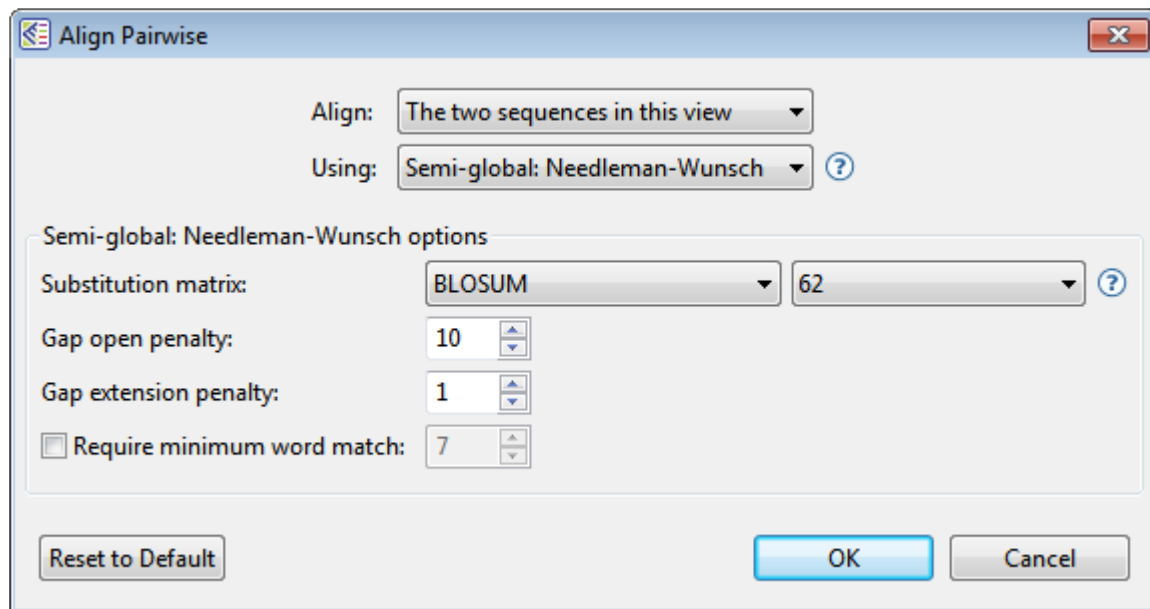 Align Pairwise
Align: The two sequences in this view
Using: Semi-global: Needleman-Wunsch ?
Semi-global: Needleman-Wunsch options
Substitution matrix: BLOSUM 62 ?
Gap open penalty: 10
Gap extension penalty: 1
Require minimum word match: 7
Reset to Default OK Cancel